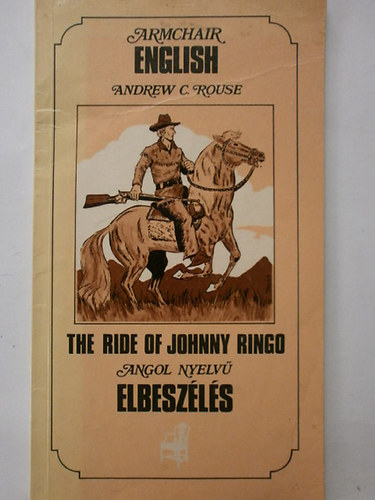 ARMCHAIR
ENGLISH
ANDREW C. ROUSE
THE RIDE OF JOHNNY RINGO
ANGOL NYELVŰ
ELBESZÉLÉS